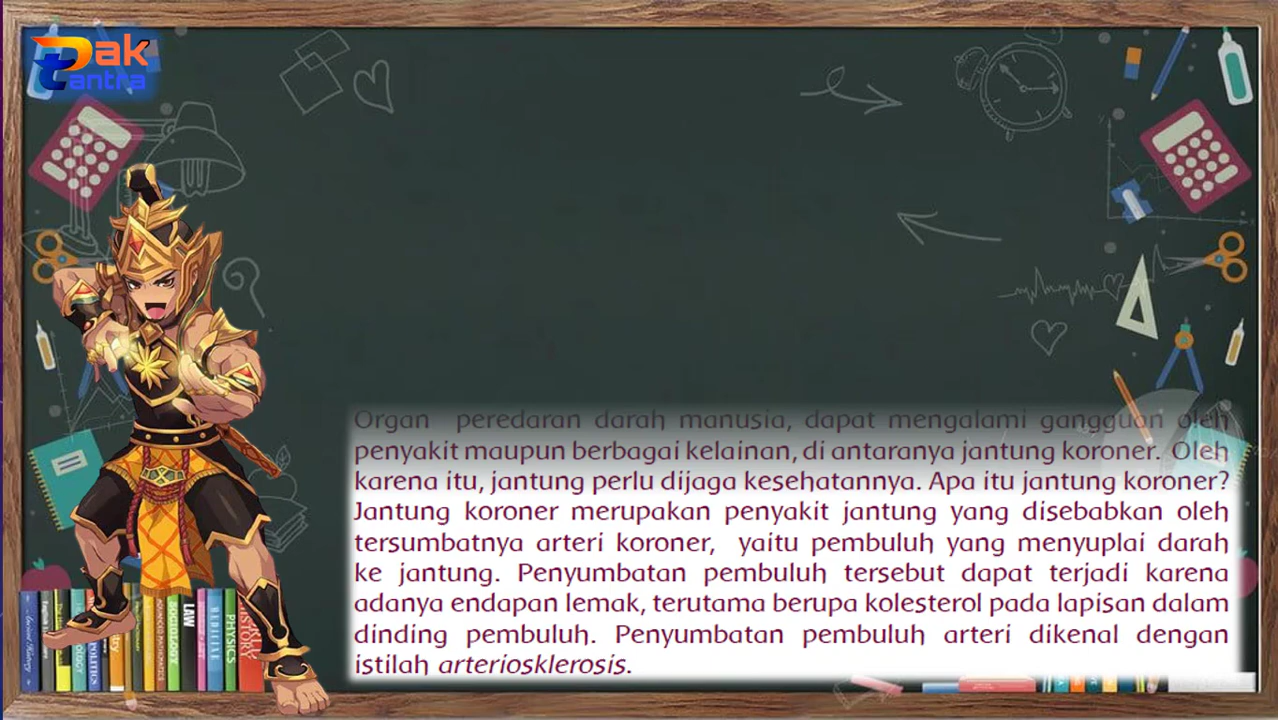 Pak
tantra
Organ peredaran darah manusia, dapat mengalami gangguan oleh
penyakit maupun berbagai kelainan, di antaranya jantung koroner. Oleh
karena itu, jantung perlu dijaga kesehatannya. Apa itu jantung koroner?
Jantung koroner merupakan penyakit jantung yang disebabkan oleh
tersumbatnya arteri koroner, yaitu pembuluh yang menyuplai darah
ke jantung. Penyumbatan pembuluh tersebut dapat terjadi karena
adanya endapan lemak, terutama berupa kolesterol pada lapisan dalam
dinding pembuluh. Penyumbatan pembuluh arteri dikenal dengan
istilah arteriosklerosis.
POLITICS
SOCIOLOGY
LAW
PHYSICS
HISTORY